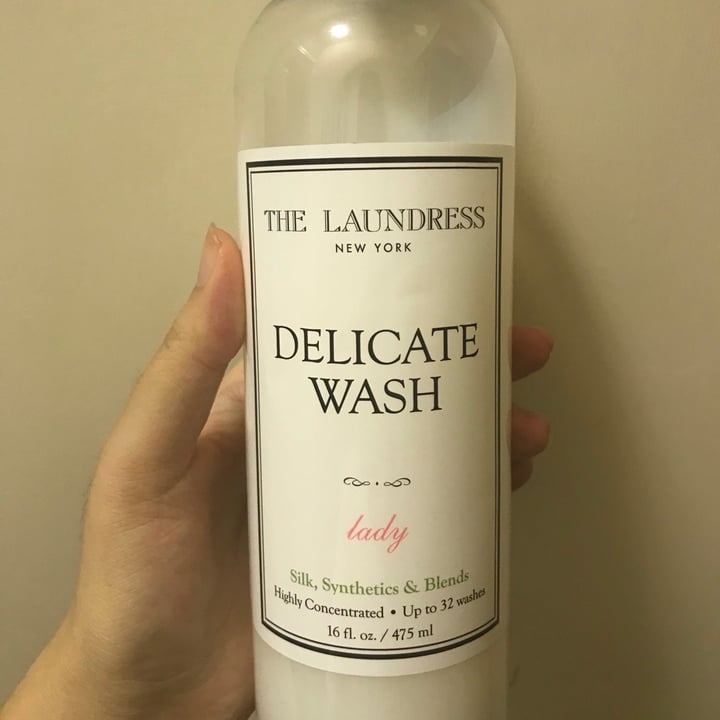 THE LAUNDRESS
NEW YORK
DELICATE
WASH
lady
Silk, Synthetics & Blends
Highly Concentrated • Up to 32 washes
16 fl. oz. / 475 ml